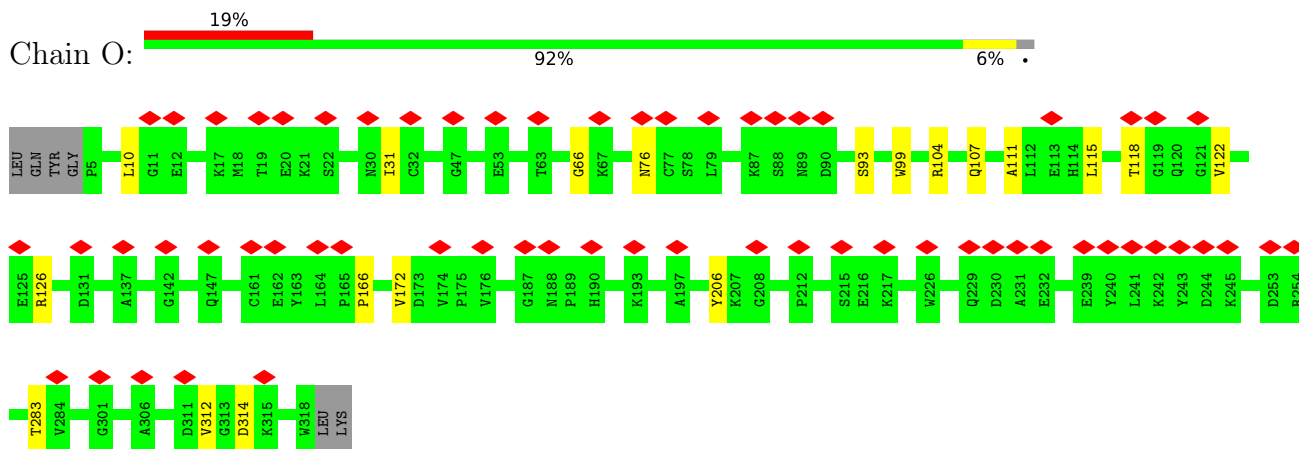 19%
Chain O:
92% 6% •
LEU GLN TYR GLY P5 L10 G11 E12 K17 M18 T19 E20 K21 S22 N30 I31 C32 G47 E53 T63 G66 K67 N76 C77 S78 L79 K87 S88 N89 D90 S93 W99 R104 Q107 A111 L112 E113 H114 L115 T118 G119 Q120 G121 V122
E125 R126 D131 A137 G142 Q147 C161 E162 Y163 L164 P165 P166 V172 D173 V174 P175 V176 G187 N188 P189 H190 K193 A197 Y206 K207 G208 P212 S215 E216 K217 W226 Q229 D230 A231 E232 E239 Y240 L241 K242 Y243 D244 K245 D253 R254
T283 V284 G301 A306 D311 V312 G313 D314 K315 W318 LEU LYS